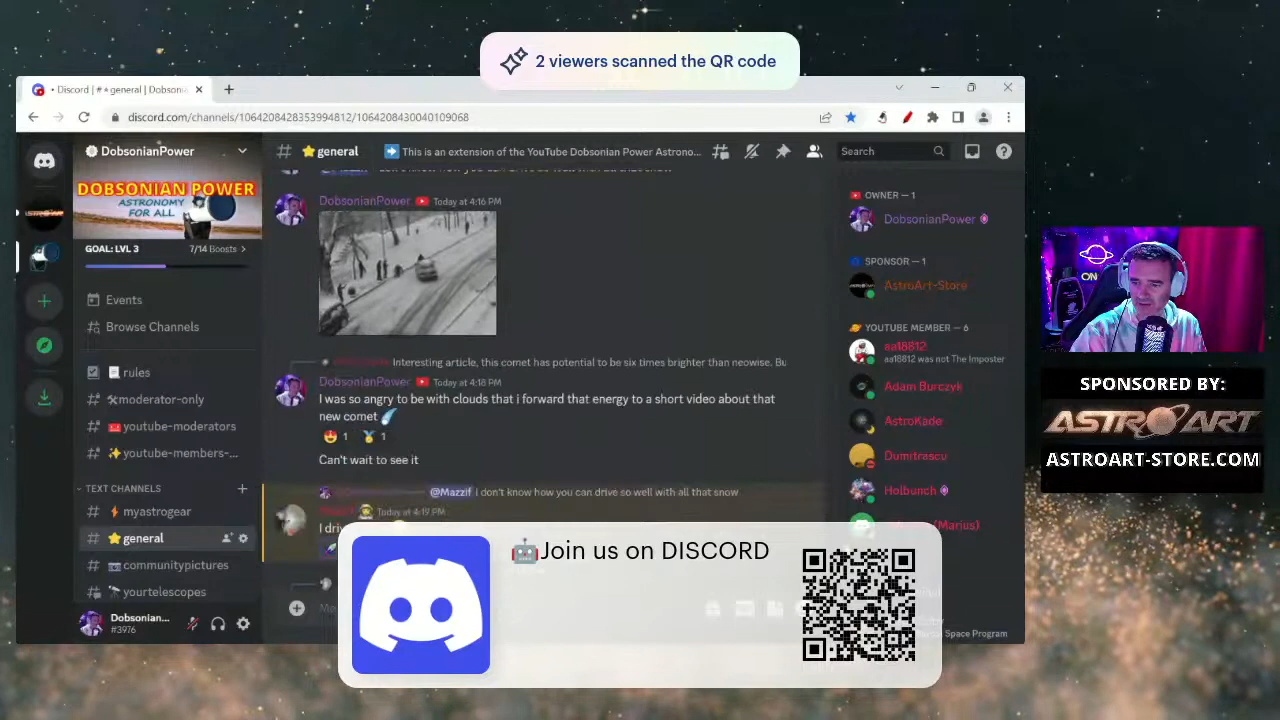 2 viewers scanned the QR code
Discord | #⭐general | Dobsoni
discord.com/channels/1064208428353994812/1064208430040109068
DobsonianPower
DOBSONIAN POWER
ASTRONOMY
FOR ALL
GOAL: LVL 3
7/14 Boosts >
Events
Browse Channels
rules
moderator-only
youtube-moderators
youtube-members-...
TEXT CHANNELS
myastrogear
general
communitypictures
yourtelescopes
Dobsonian...
#3976
general
This is an extension of the YouTube Dobsonian Power Astrono...
Search
DobsonianPower Today at 4:16 PM
Interesting article, this comet has potential to be six times brighter than neowise. Bu
DobsonianPower Today at 4:18 PM
I was so angry to be with clouds that i forward that energy to a short video about that
new comet
1 1
Can't wait to see it
@Mazzif I don't know how you can drive so well with all that snow
Today at 4:19 PM
I driv
OWNER — 1
DobsonianPower
SPONSOR — 1
AstroArt-Store
YOUTUBE MEMBER — 6
aa18812
aa18812 was not The Imposter
Adam Burczyk
AstroKade
Dumitrascu
Holbunch
(Marius)
Space Program
Join us on DISCORD
ON
SPONSORED BY:
ASTROART
ASTROART-STORE.COM